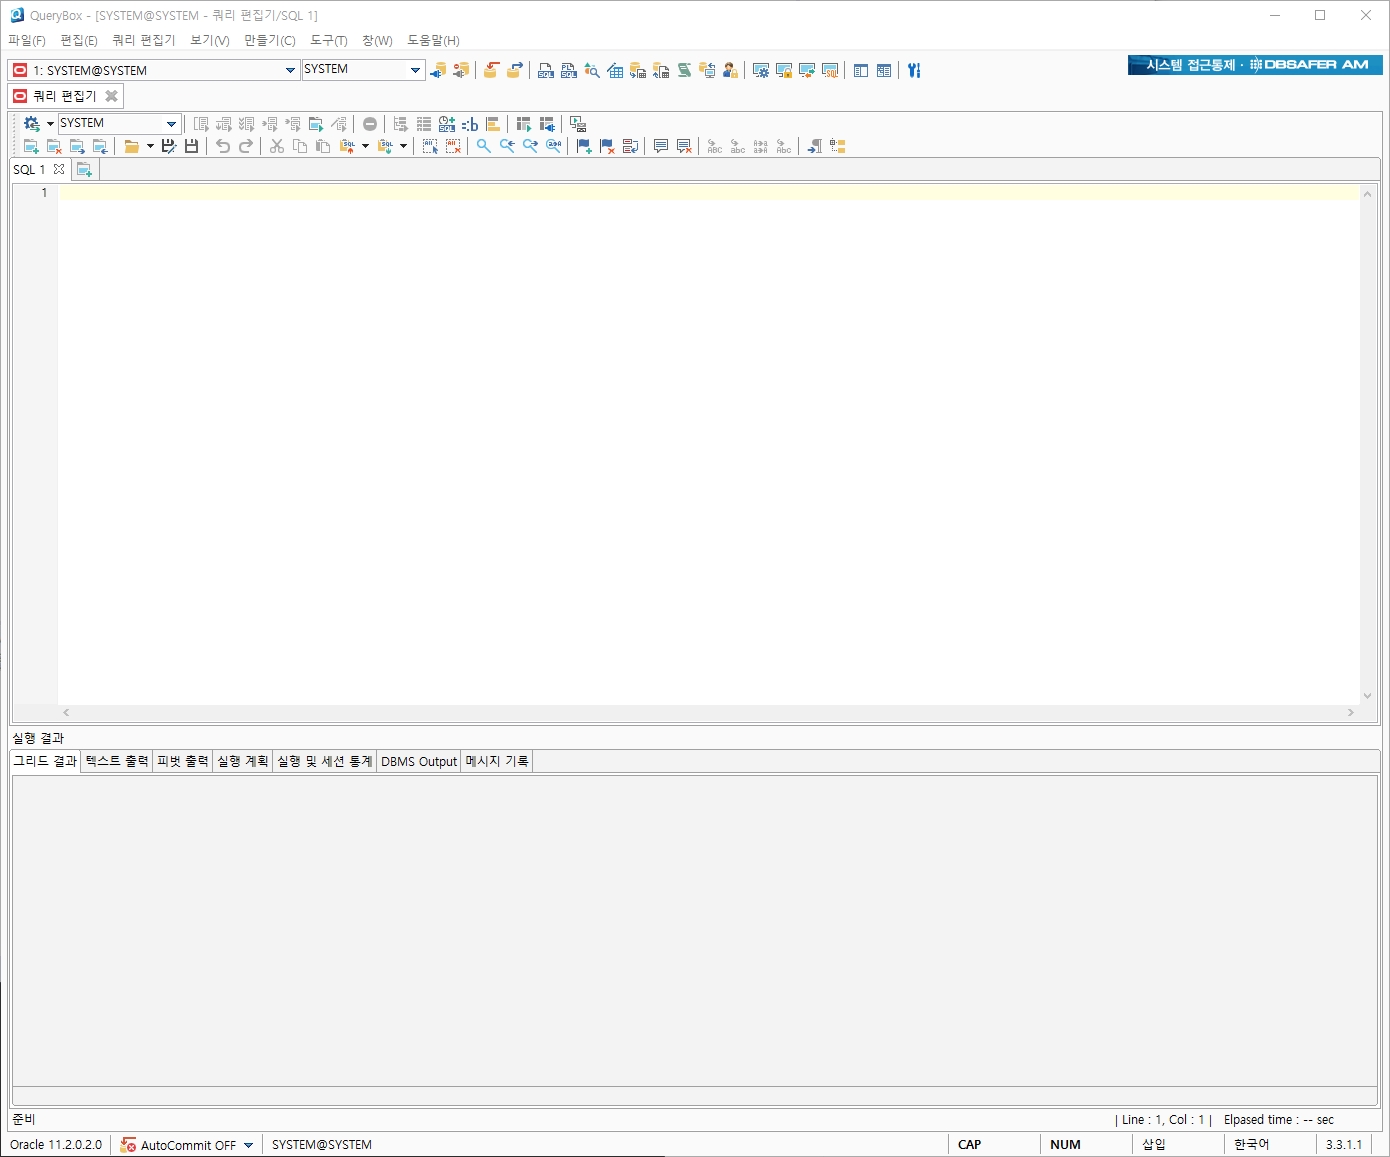 QueryBox - [SYSTEM@SYSTEM - 쿼리 편집기/SQL 1]
파일(F) 편집(E) 쿼리 편집기 보기(V) 만들기(C) 도구(T) 창(W) 도움말(H)
1: SYSTEM@SYSTEM SYSTEM 시스템 접근통제 · DBSAFER AM
쿼리 편집기
SYSTEM
SQL 1
1
실행 결과
그리드 결과 텍스트 출력 피벗 출력 실행 계획 실행 및 세션 통계 DBMS Output 메시지 기록
준비 | Line : 1, Col : 1 | Elpased time : -- sec
Oracle 11.2.0.2.0 AutoCommit OFF SYSTEM@SYSTEM CAP NUM 삽입 한국어 3.3.1.1